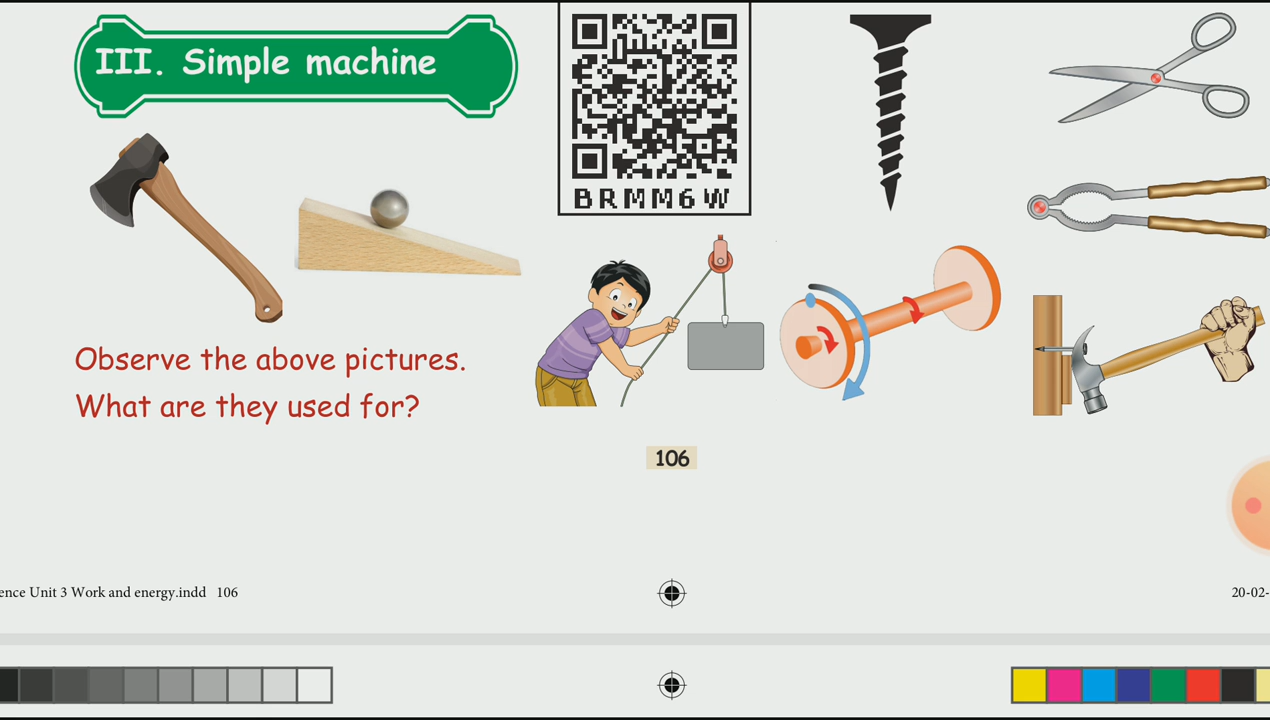 III. Simple machine
BRMM6W
Observe the above pictures.
What are they used for?
106
ence Unit 3 Work and energy.indd 106
20-02-